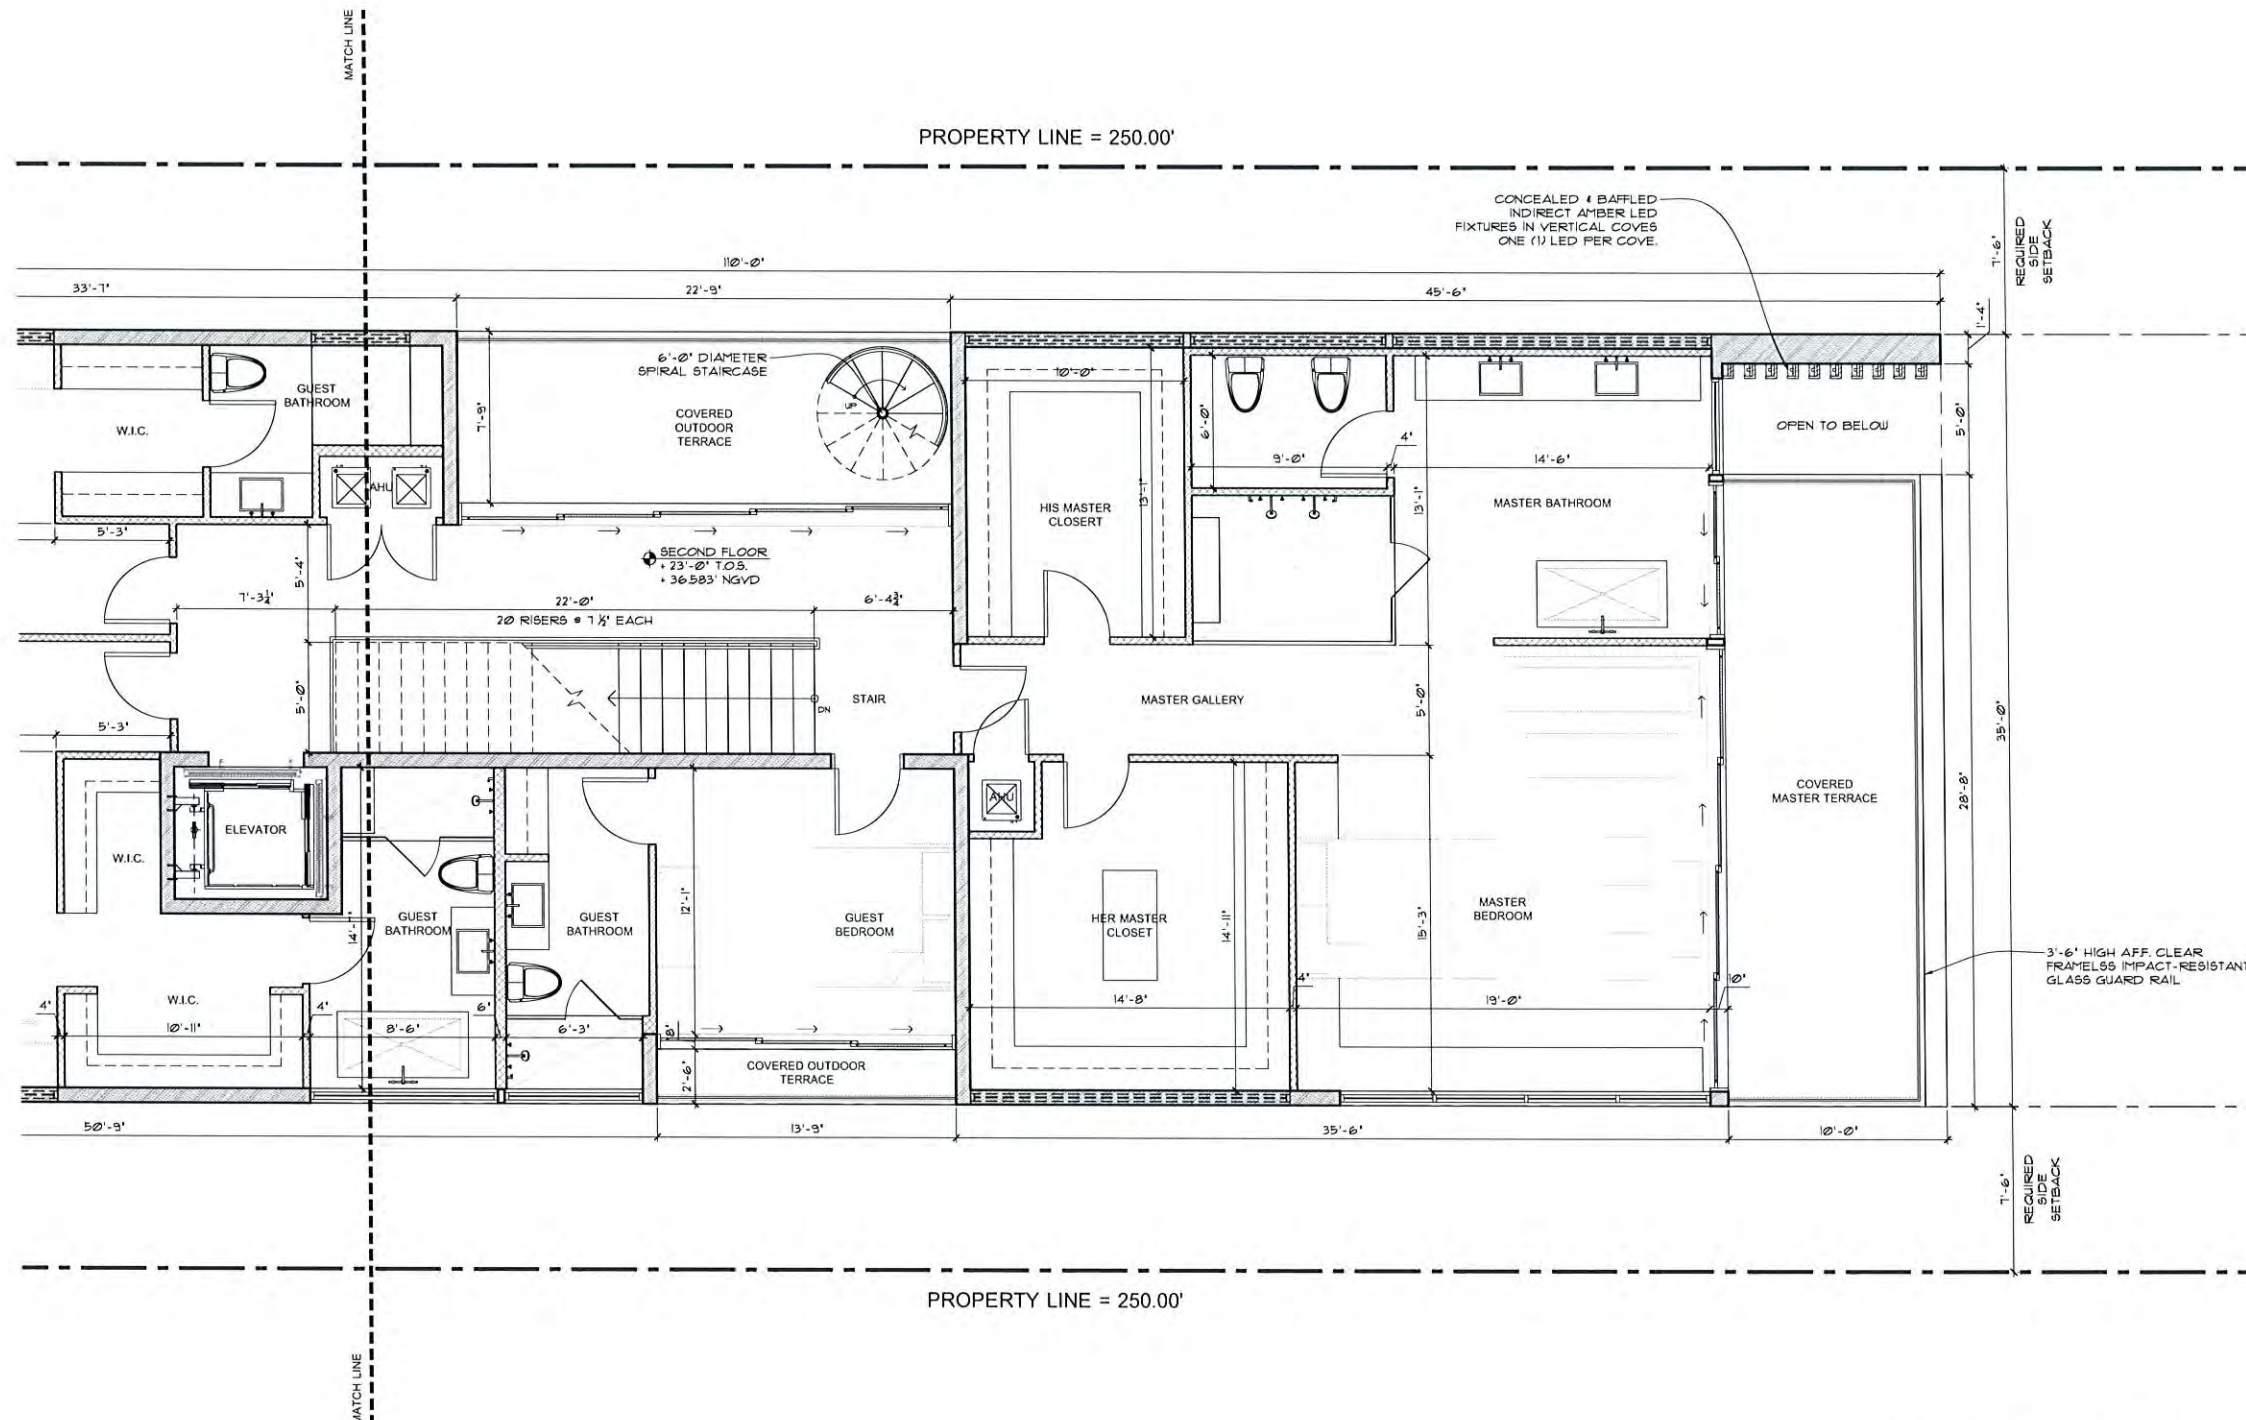 MATCH LINE
PROPERTY LINE = 250.00'
CONCEALED & BAFFLED
INDIRECT AMBER LED
FIXTURES IN VERTICAL COVES
ONE (1) LED PER COVE.
7'-6"
REQUIRED
SIDE
SETBACK
110'-0"
33'-7"
22'-9"
45'-6"
1'-4"
6'-0" DIAMETER
SPIRAL STAIRCASE
UP
GUEST
BATHROOM
W.I.C.
AHU
7'-9"
COVERED
OUTDOOR
TERRACE
10'-0"
13'-1"
HIS MASTER
CLOSERT
6'-0"
9'-0"
4"
14'-6"
13'-1"
MASTER BATHROOM
OPEN TO BELOW
5'-0"
5'-3"
5'-4"
SECOND FLOOR
+ 23'-0" T.O.S.
+ 36.583' NGVD
7'-3 1/4"
22'-0"
6'-4 3/4"
20 RISERS @ 7 1/2" EACH
5'-0"
5'-3"
STAIR
DN
MASTER GALLERY
5'-0"
35'-0"
28'-8"
COVERED
MASTER TERRACE
ELEVATOR
W.I.C.
AHU
14'-1"
GUEST
BATHROOM
GUEST
BATHROOM
12'-1"
GUEST
BEDROOM
HER MASTER
CLOSET
14'-11"
15'-3"
MASTER
BEDROOM
3'-6" HIGH A.F.F. CLEAR
FRAMELSS IMPACT-RESISTANT
GLASS GUARD RAIL
W.I.C.
4"
10'-11"
4"
8'-6"
6"
6'-3"
8"
14'-8"
4"
19'-0"
10"
2'-6"
COVERED OUTDOOR
TERRACE
50'-9"
13'-9"
35'-6"
10'-0"
7'-6"
REQUIRED
SIDE
SETBACK
PROPERTY LINE = 250.00'
MATCH LINE